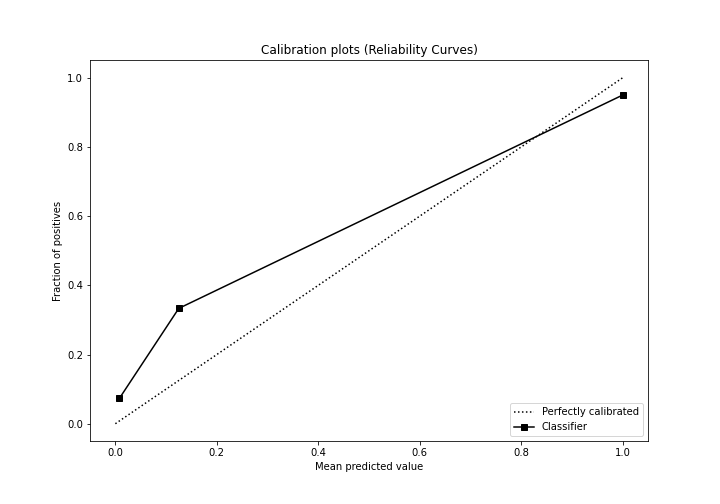 Calibration plots (Reliability Curves)
1.0
0.8
0.6
0.4
0.2
0.0
Fraction of positives
Perfectly calibrated
Classifier
0.0 0.2 0.4 0.6 0.8 1.0
Mean predicted value